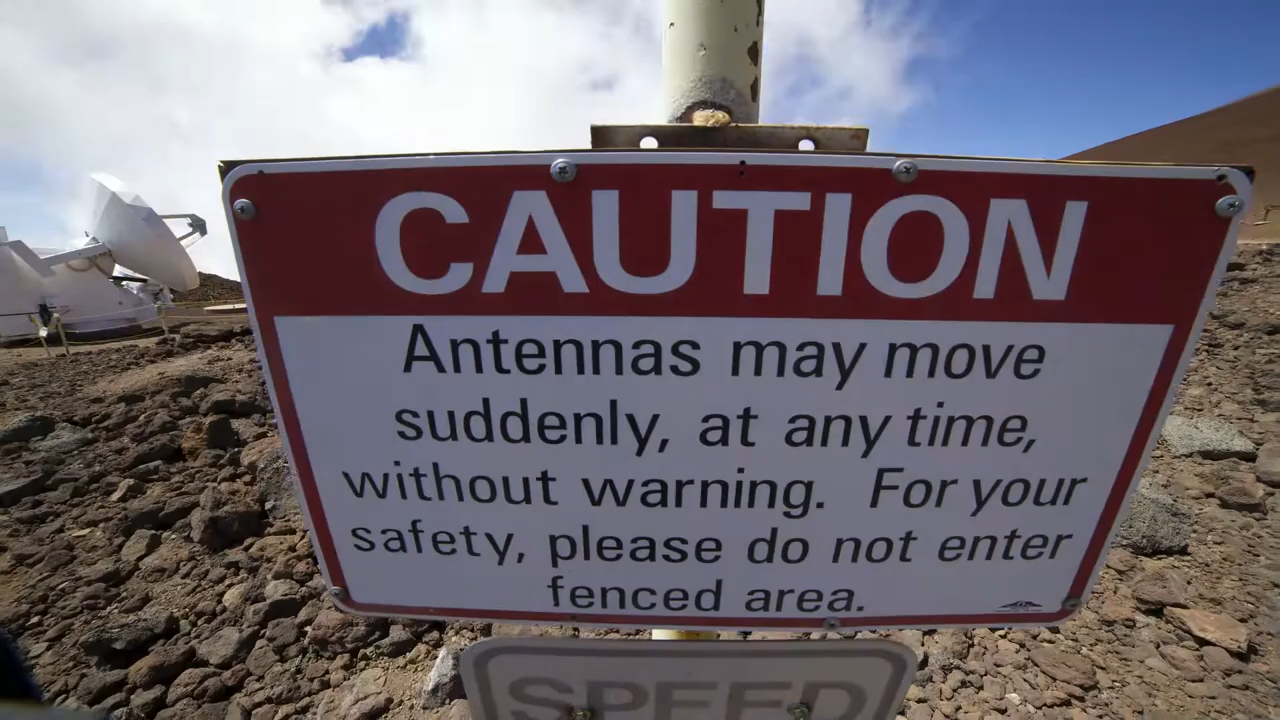 CAUTION
Antennas may move
suddenly, at any time,
without warning. For your
safety, please do not enter
fenced area.
SPEED